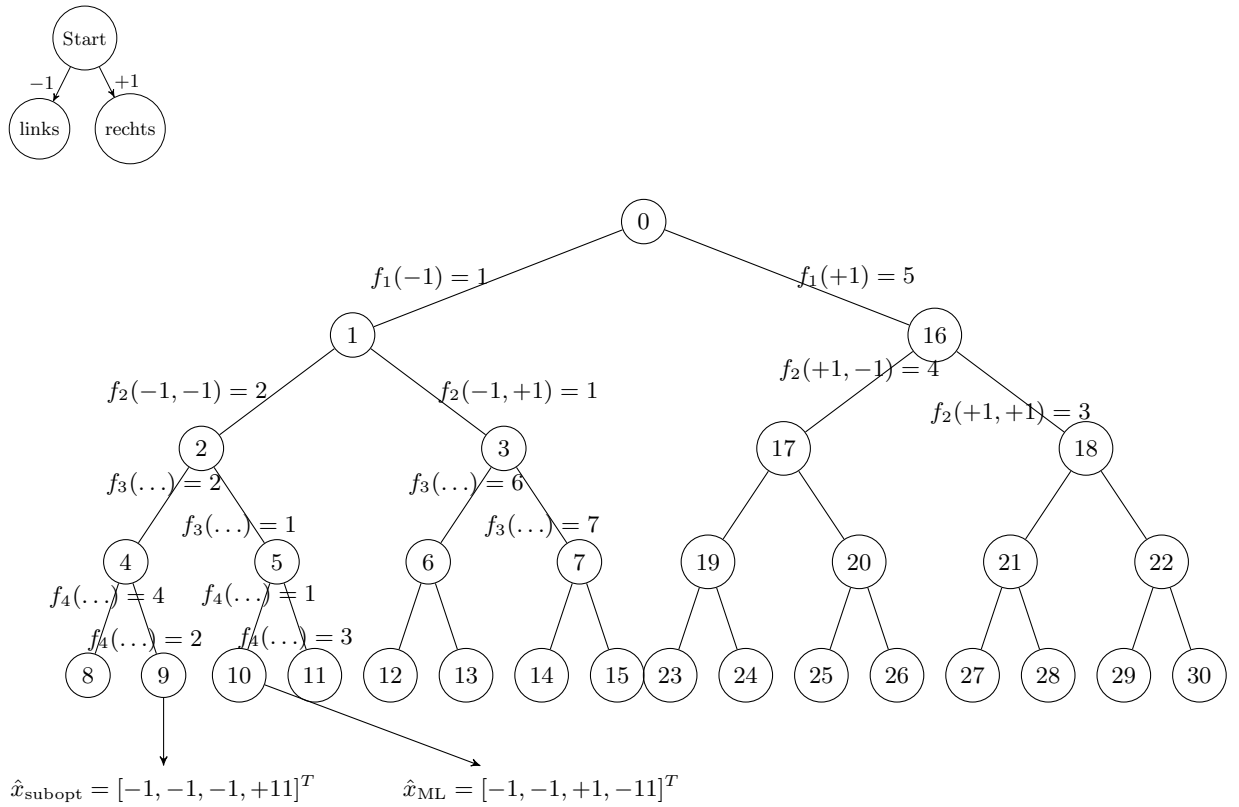 Start
−1 +1
links rechts
0
f₁(−1) = 1 f₁(+1) = 5
1 16
f₂(+1, −1) = 4
f₂(−1, −1) = 2 f₂(−1, +1) = 1
f₂(+1, +1) = 3
2 3 17 18
f₃(...) = 2 f₃(...) = 6
f₃(...) = 1 f₃(...) = 7
4 5 6 7 19 20 21 22
f₄(...) = 4 f₄(...) = 1
f₄(...) = 2 f₄(...) = 3
8 9 10 11 12 13 14 15 23 24 25 26 27 28 29 30
x̂subopt = [−1, −1, −1, +11]ᵀ x̂ML = [−1, −1, +1, −11]ᵀ